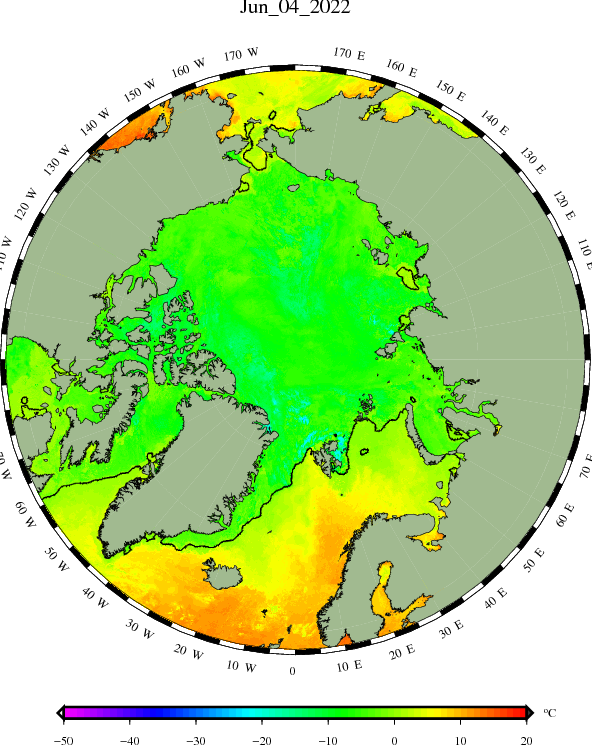 Jun_04_2022
170 W
170 E
160 W
160 E
150 W
150 E
140 W
140 E
130 W
130 E
120 W
120 E
110 E
70 E
60 W
60 E
50 W
50 E
40 W
40 E
30 W
30 E
20 W
20 E
10 W
10 E
0
°C
−50 −40 −30 −20 −10 0 10 20